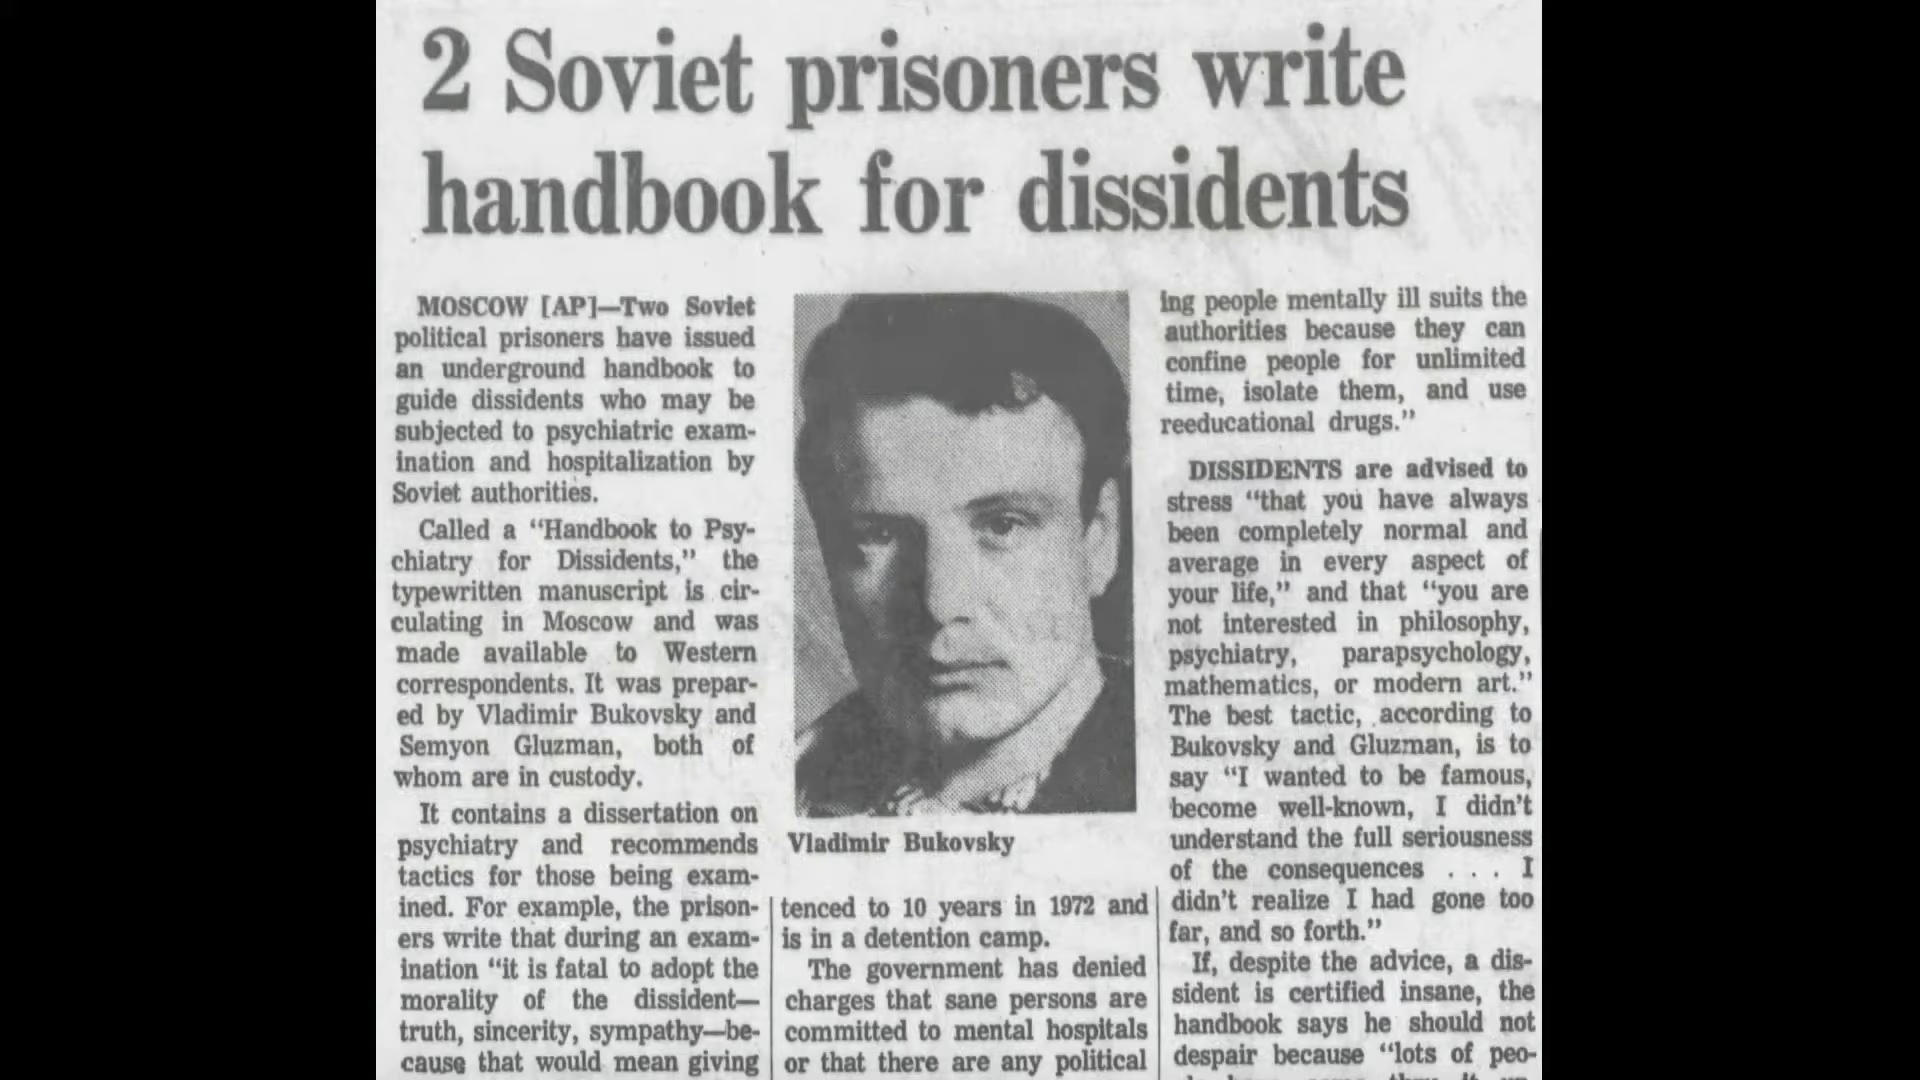 2 Soviet prisoners write
handbook for dissidents
MOSCOW [AP]—Two Soviet
political prisoners have issued
an underground handbook to
guide dissidents who may be
subjected to psychiatric exam-
ination and hospitalization by
Soviet authorities.
Called a “Handbook to Psy-
chiatry for Dissidents,” the
typewritten manuscript is cir-
culating in Moscow and was
made available to Western
correspondents. It was prepar-
ed by Vladimir Bukovsky and
Semyon Gluzman, both of
whom are in custody.
It contains a dissertation on
psychiatry and recommends
tactics for those being exam-
ined. For example, the prison-
ers write that during an exam-
ination “it is fatal to adopt the
morality of the dissident—
truth, sincerity, sympathy—be-
cause that would mean giving
Vladimir Bukovsky
tenced to 10 years in 1972 and
is in a detention camp.
The government has denied
charges that sane persons are
committed to mental hospitals
or that there are any political
ing people mentally ill suits the
authorities because they can
confine people for unlimited
time, isolate them, and use
reeducational drugs.”
DISSIDENTS are advised to
stress “that you have always
been completely normal and
average in every aspect of
your life,” and that “you are
not interested in philosophy,
psychiatry, parapsychology,
mathematics, or modern art.”
The best tactic, according to
Bukovsky and Gluzman, is to
say “I wanted to be famous,
become well-known, I didn’t
understand the full seriousness
of the consequences . . . I
didn’t realize I had gone too
far, and so forth.”
If, despite the advice, a dis-
sident is certified insane, the
handbook says he should not
despair because “lots of peo-